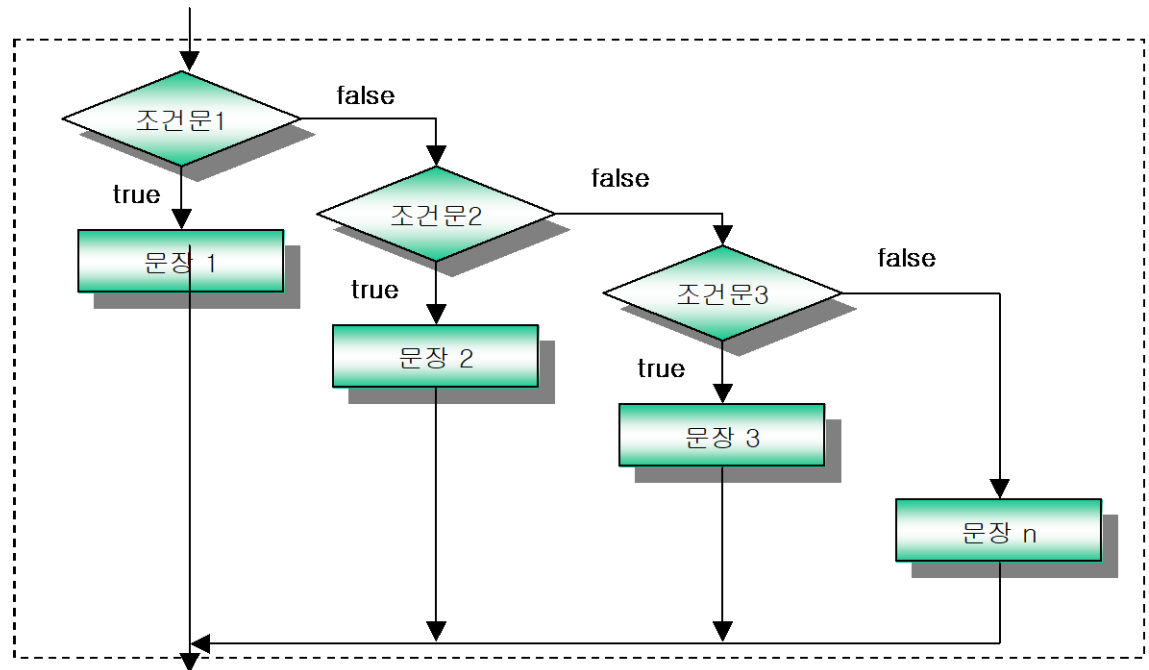 조건문1
false
true
문장 1
조건문2
false
true
문장 2
조건문3
false
true
문장 3
문장 n